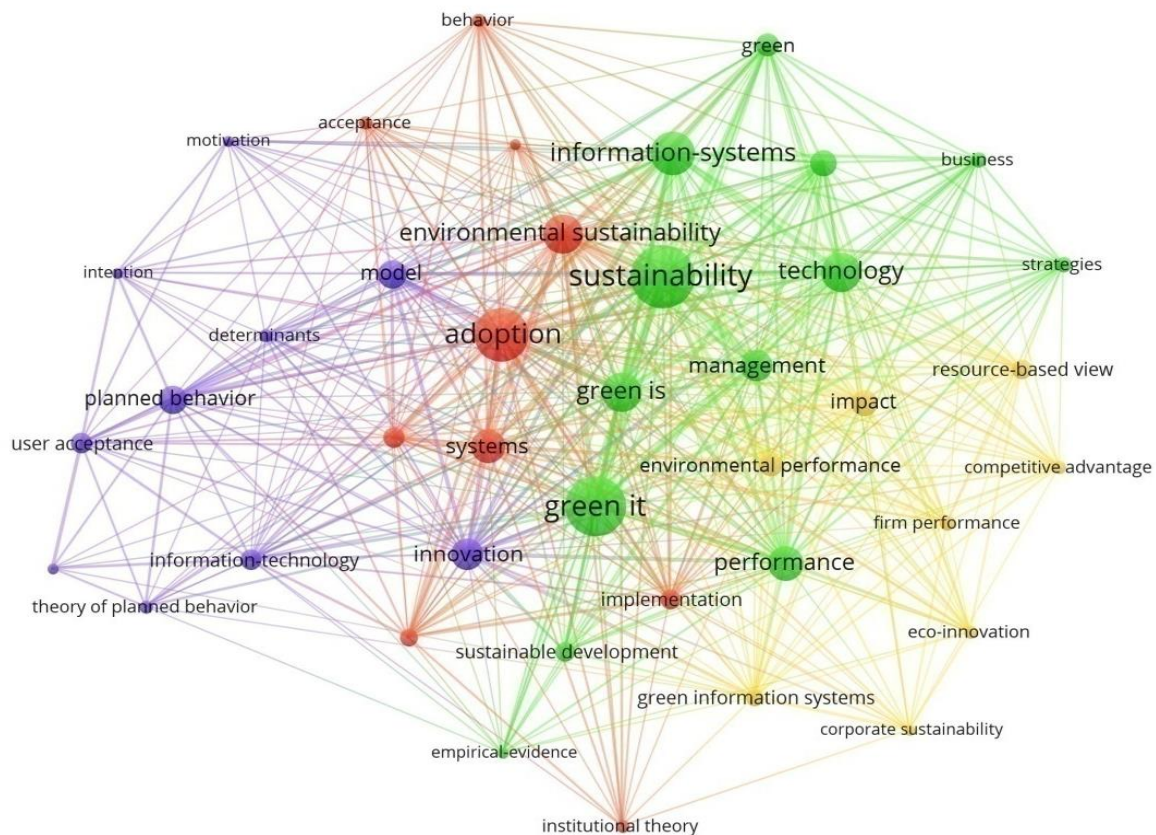 behavior
green
acceptance
motivation
information-systems
business
environmental sustainability
intention
model
sustainability
technology
strategies
determinants
adoption
management
resource-based view
planned behavior
green is
impact
user acceptance
systems
environmental performance
competitive advantage
green it
firm performance
information-technology
innovation
performance
theory of planned behavior
implementation
eco-innovation
sustainable development
green information systems
corporate sustainability
empirical-evidence
institutional theory